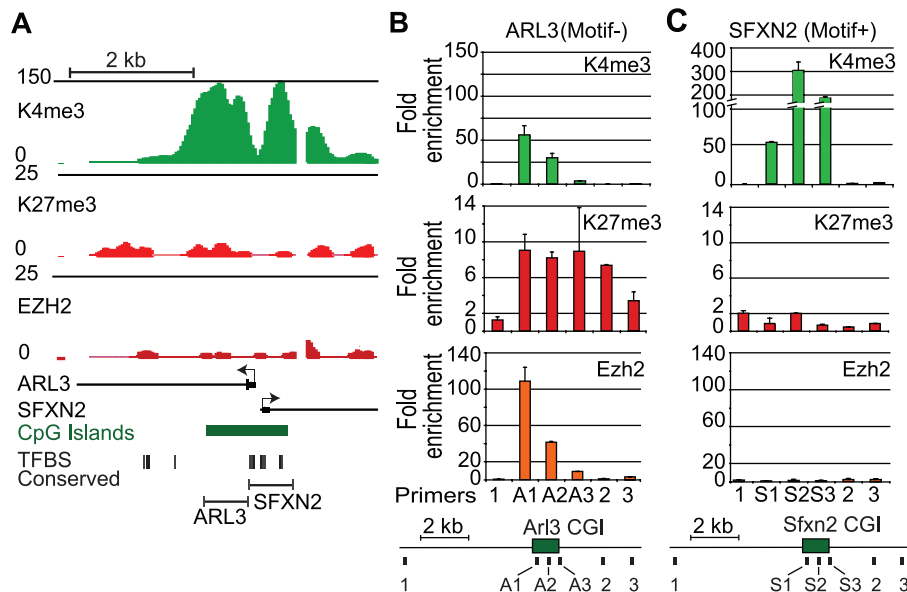 A
2 kb
150
K4me3
0
25
K27me3
0
25
EZH2
0
ARL3
SFXN2
CpG Islands
TFBS
Conserved
SFXN2
ARL3
B
ARL3(Motif-)
Fold enrichment
150
100
50
0
K4me3
Fold enrichment
14
12
10
6
2
0
K27me3
Fold enrichment
140
120
100
60
20
0
Ezh2
Primers 1 A1 A2 A3 2 3
2 kb
Arl3 CGI
1 A1 A2 A3 2 3
C
SFXN2 (Motif+)
400
300
200
100
50
0
K4me3
14
10
6
2
0
K27me3
140
100
60
20
0
Ezh2
1 S1 S2 S3 2 3
2 kb
Sfxn2 CGI
1 S1 S2 S3 2 3